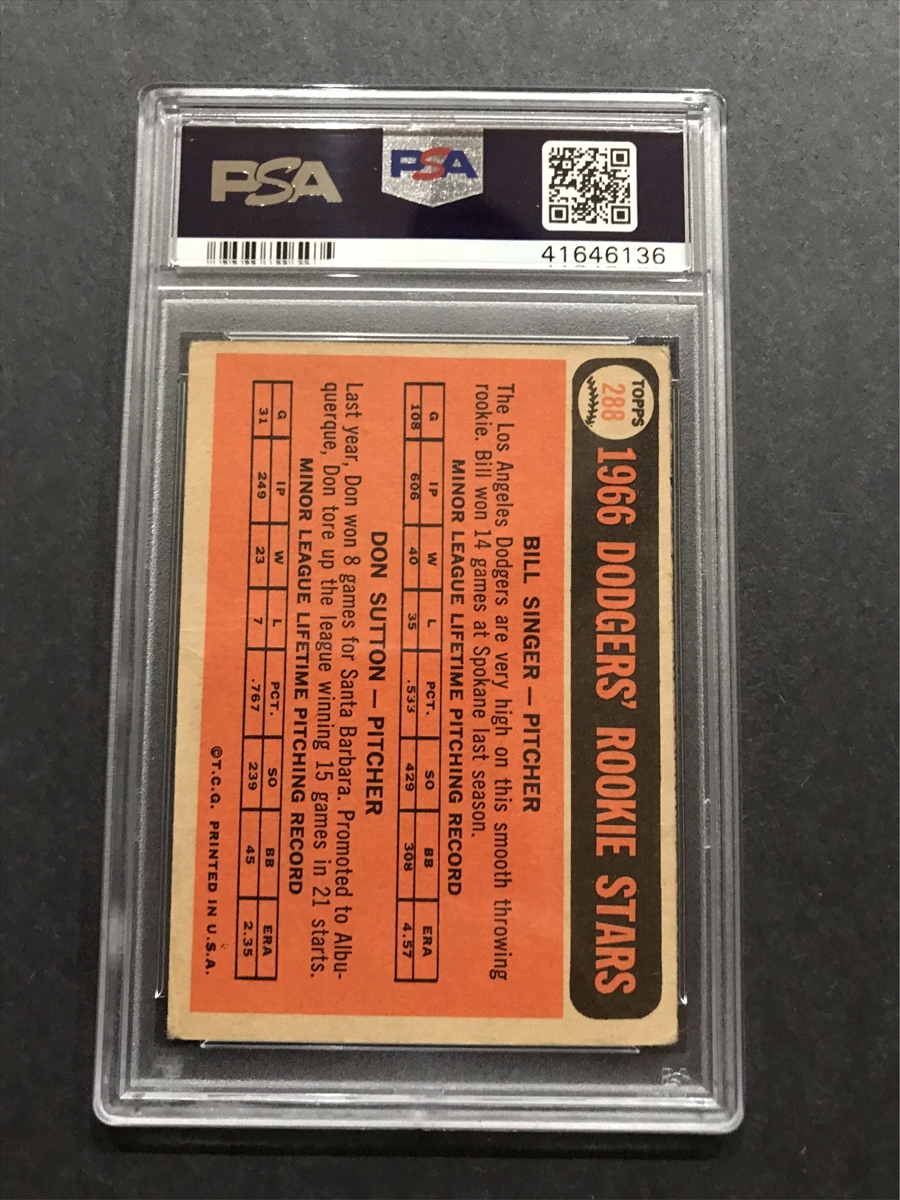 PSA
PSA
41646136
TOPPS
288
1966 DODGERS' ROOKIE STARS
BILL SINGER — PITCHER
The Los Angeles Dodgers are very high on this smooth throwing
rookie. Bill won 14 games at Spokane last season.
MINOR LEAGUE LIFETIME PITCHING RECORD
G IP W L PCT. SO BB ERA
108 606 40 35 .533 429 308 4.57
DON SUTTON — PITCHER
Last year, Don won 8 games for Santa Barbara. Promoted to Albu-
querque, Don tore up the league winning 15 games in 21 starts.
MINOR LEAGUE LIFETIME PITCHING RECORD
G IP W L PCT. SO BB ERA
31 249 23 7 .767 239 45 2.35
©T.C.G. PRINTED IN U.S.A.